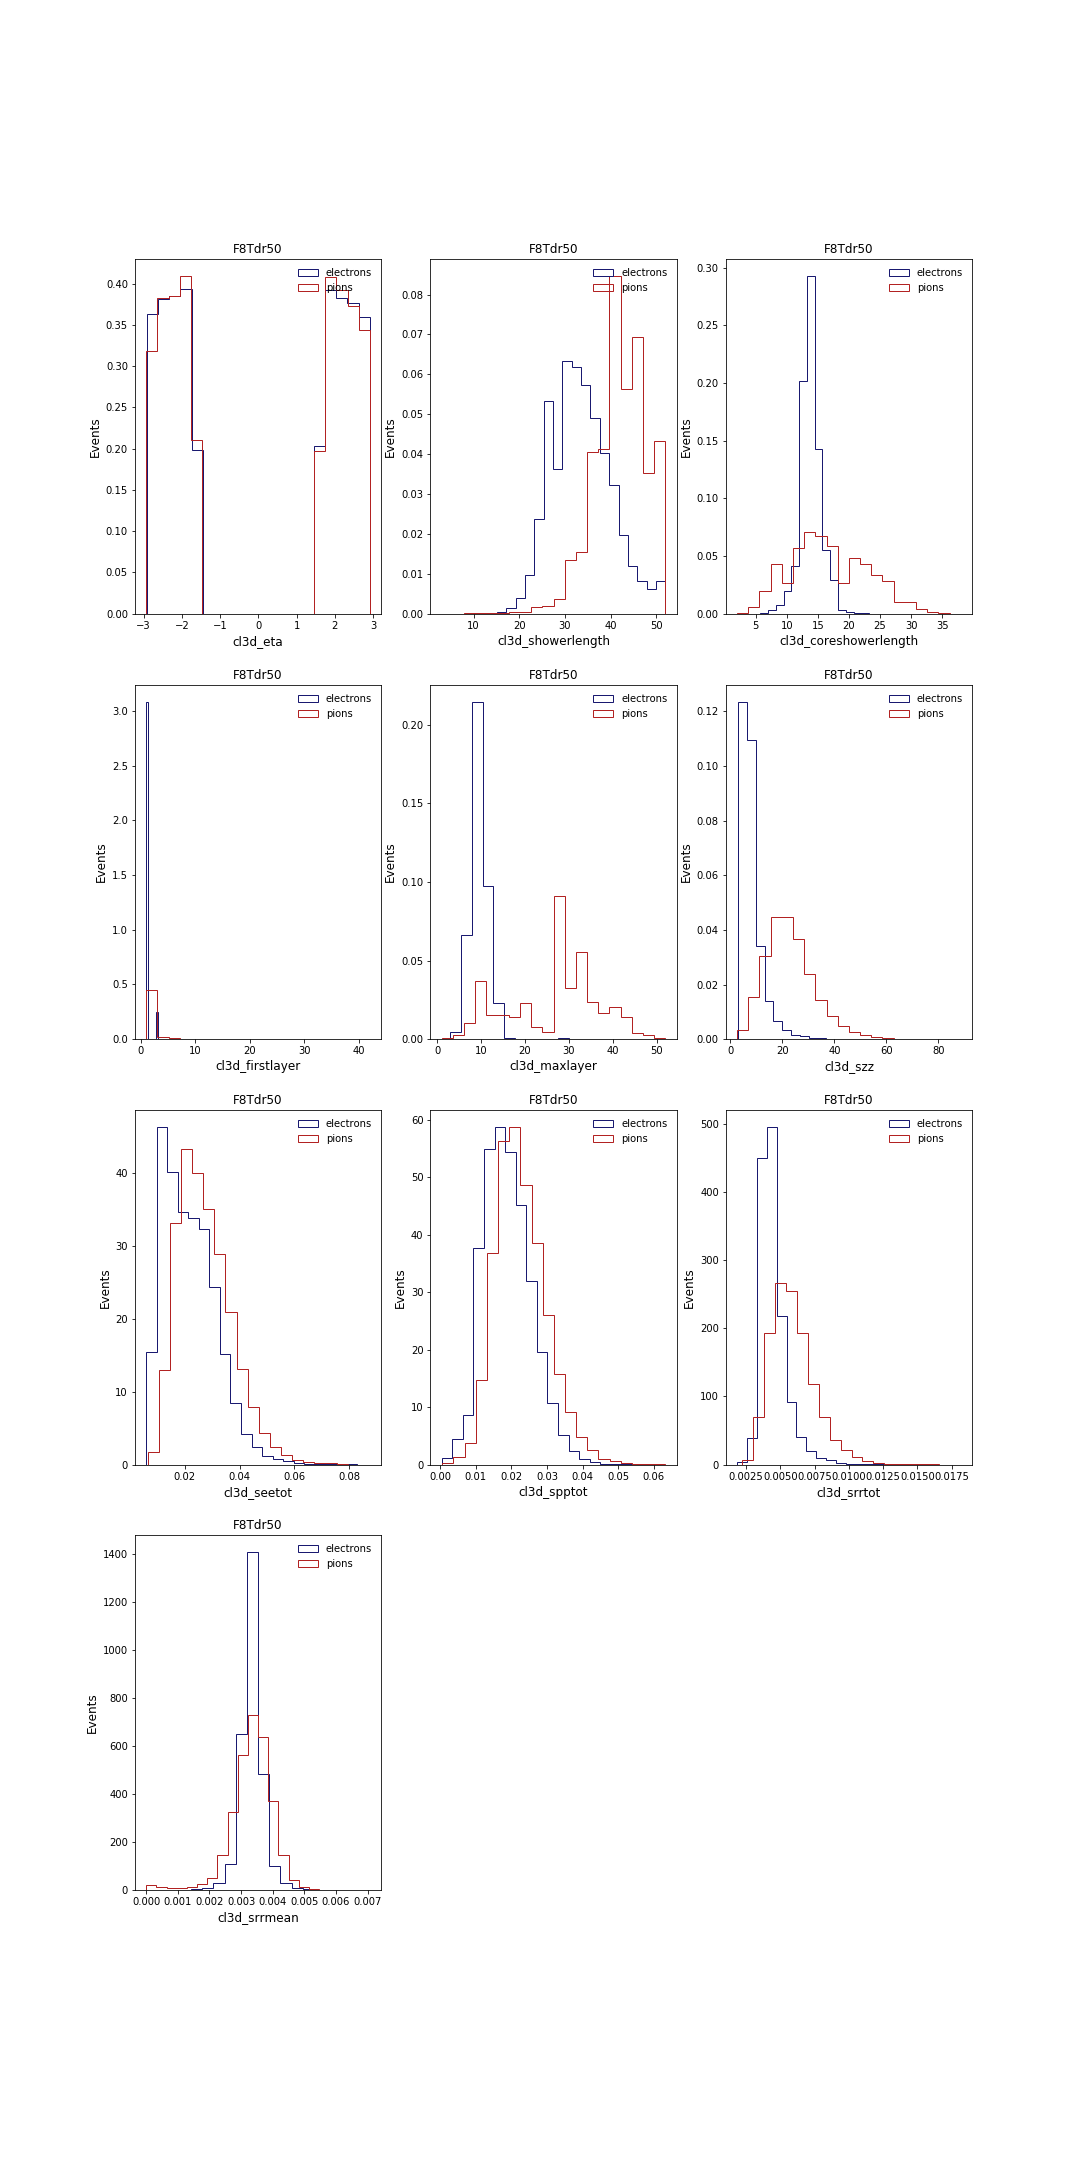 F8Tdr50 F8Tdr50 F8Tdr50
electrons electrons electrons
pions pions pions
Events Events Events
0.40 0.35 0.30 0.25 0.20 0.15 0.10 0.05 0.00
0.08 0.07 0.06 0.05 0.04 0.03 0.02 0.01 0.00
0.30 0.25 0.20 0.15 0.10 0.05 0.00
−3 −2 −1 0 1 2 3 10 20 30 40 50 5 10 15 20 25 30 35
cl3d_eta cl3d_showerlength cl3d_coreshowerlength
F8Tdr50 F8Tdr50 F8Tdr50
electrons electrons electrons
pions pions pions
Events Events Events
3.0 2.5 2.0 1.5 1.0 0.5 0.0
0.20 0.15 0.10 0.05 0.00
0.12 0.10 0.08 0.06 0.04 0.02 0.00
0 10 20 30 40 0 10 20 30 40 50 0 20 40 60 80
cl3d_firstlayer cl3d_maxlayer cl3d_szz
F8Tdr50 F8Tdr50 F8Tdr50
electrons electrons electrons
pions pions pions
Events Events Events
40 30 20 10 0
60 50 40 30 20 10 0
500 400 300 200 100 0
0.02 0.04 0.06 0.08 0.00 0.01 0.02 0.03 0.04 0.05 0.06 0.0025 0.0050 0.0075 0.0100 0.0125 0.0150 0.0175
cl3d_seetot cl3d_spptot cl3d_srrtot
F8Tdr50
electrons
pions
Events
1400 1200 1000 800 600 400 200 0
0.000 0.001 0.002 0.003 0.004 0.005 0.006 0.007
cl3d_srrmean